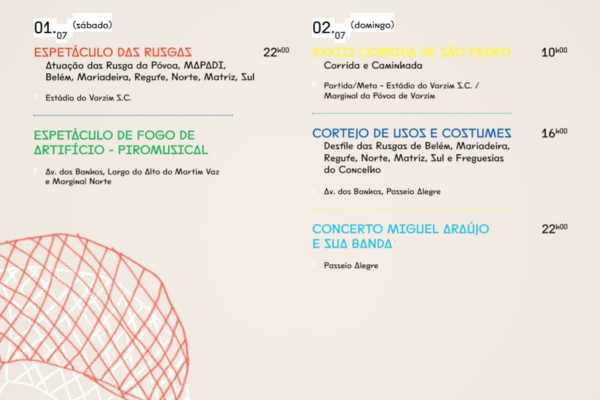 01.07 (sábado)
ESPETÁCULO DAS RUSGAS 22h00
Atuação das Rusga da Póvoa, MAPADI,
Belém, Mariadeira, Regufe, Norte, Matriz, Sul
Estádio do Varzim S.C.
ESPETÁCULO DE FOGO DE
ARTIFÍCIO - PIROMUSICAL
Av. dos Banhos, Largo do Alto do Martim Vaz
e Marginal Norte
02.07 (domingo)
XXXIII CORRIDA DE SÃO PEDRO 10h00
Corrida e Caminhada
Partida/Meta - Estádio do Varzim S.C. /
Marginal da Póvoa de Varzim
CORTEJO DE USOS E COSTUMES 16h00
Desfile das Rusgas de Belém, Mariadeira,
Regufe, Norte, Matriz, Sul e Freguesias
do Concelho
Av. dos Banhos, Passeio Alegre
CONCERTO MIGUEL ARAÚJO 22h00
E SUA BANDA
Passeio Alegre